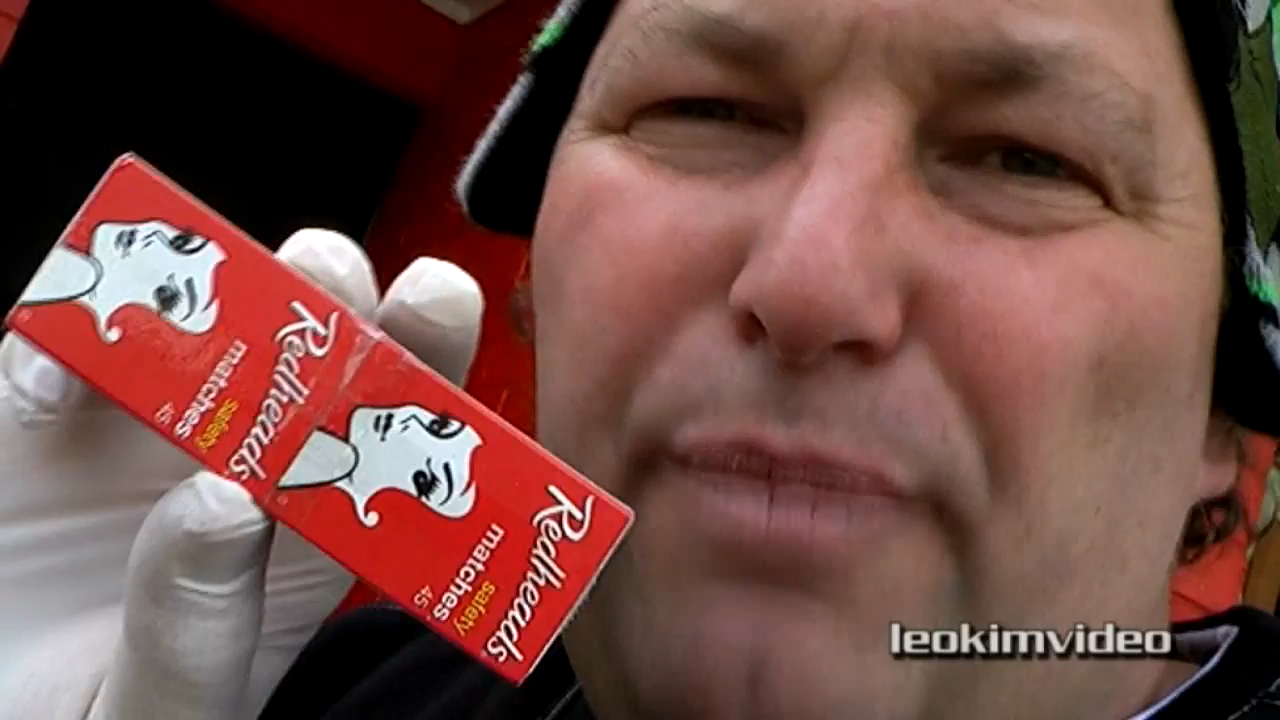 Redheads
safety
matches
45
Redheads
safety
matches
45
leokimvideo